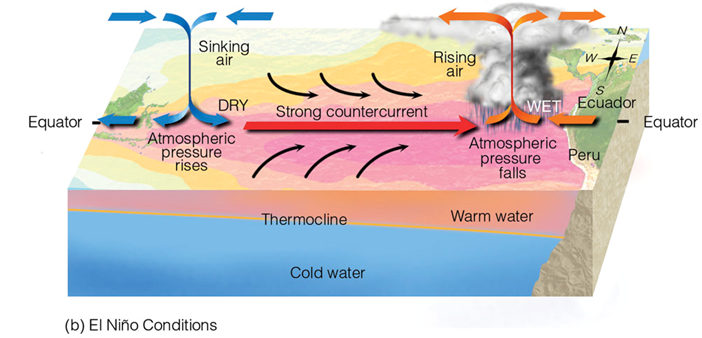 N
W
E
S
Sinking
air
Rising
air
DRY
WET
Strong countercurrent
Ecuador
Equator
Equator
Atmospheric
pressure
rises
Atmospheric
pressure
falls
Peru
Thermocline
Warm water
Cold water
(b) El Niño Conditions